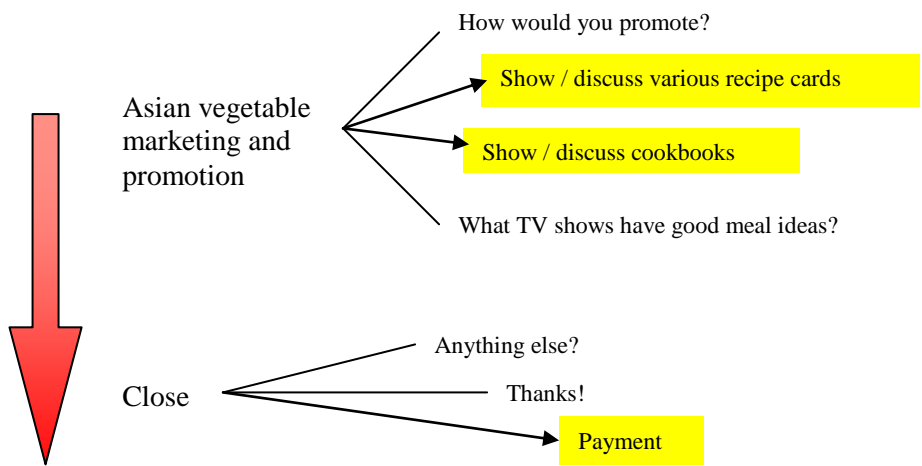 How would you promote?
Show / discuss various recipe cards
Asian vegetable
marketing and
promotion
Show / discuss cookbooks
What TV shows have good meal ideas?
Anything else?
Close
Thanks!
Payment